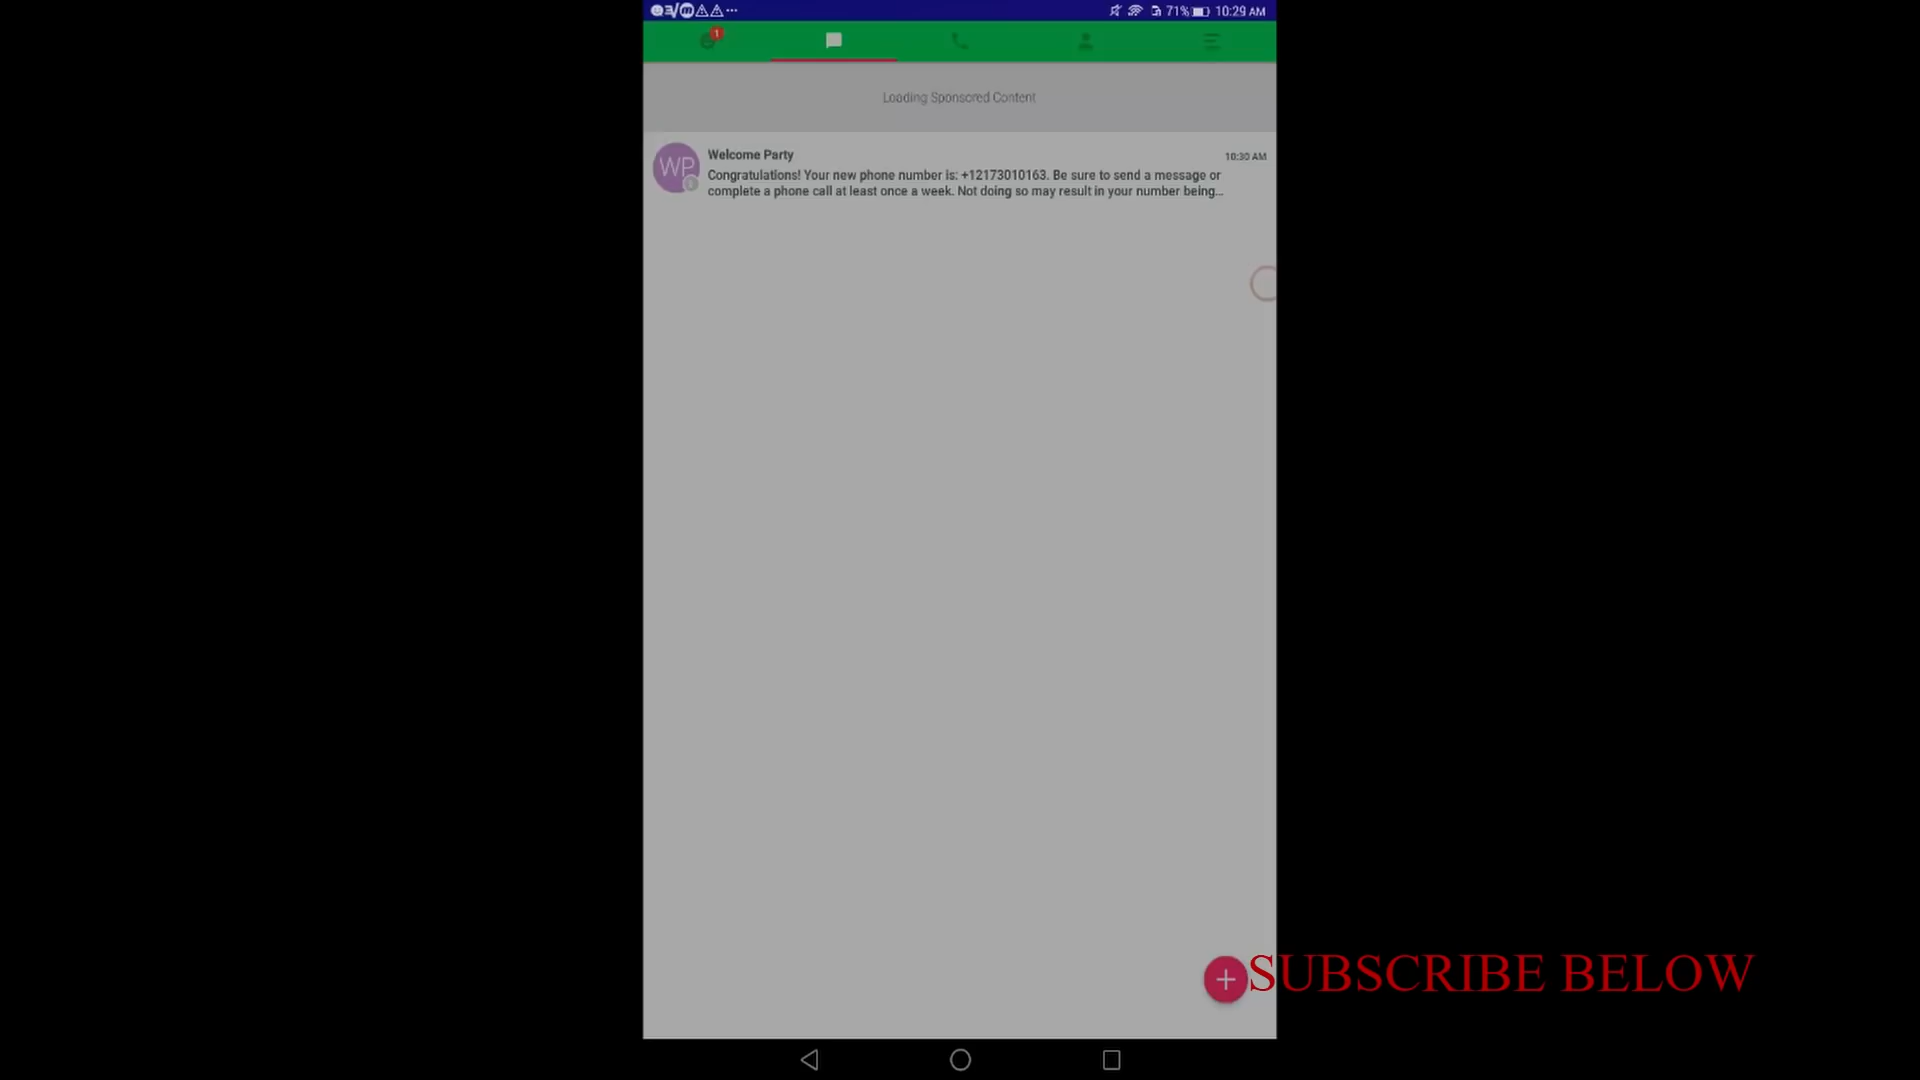 71% 10:29 AM
1
Loading Sponsored Content
WP
Welcome Party
10:30 AM
Congratulations! Your new phone number is: +12173010163. Be sure to send a message or
complete a phone call at least once a week. Not doing so may result in your number being...
SUBSCRIBE BELOW